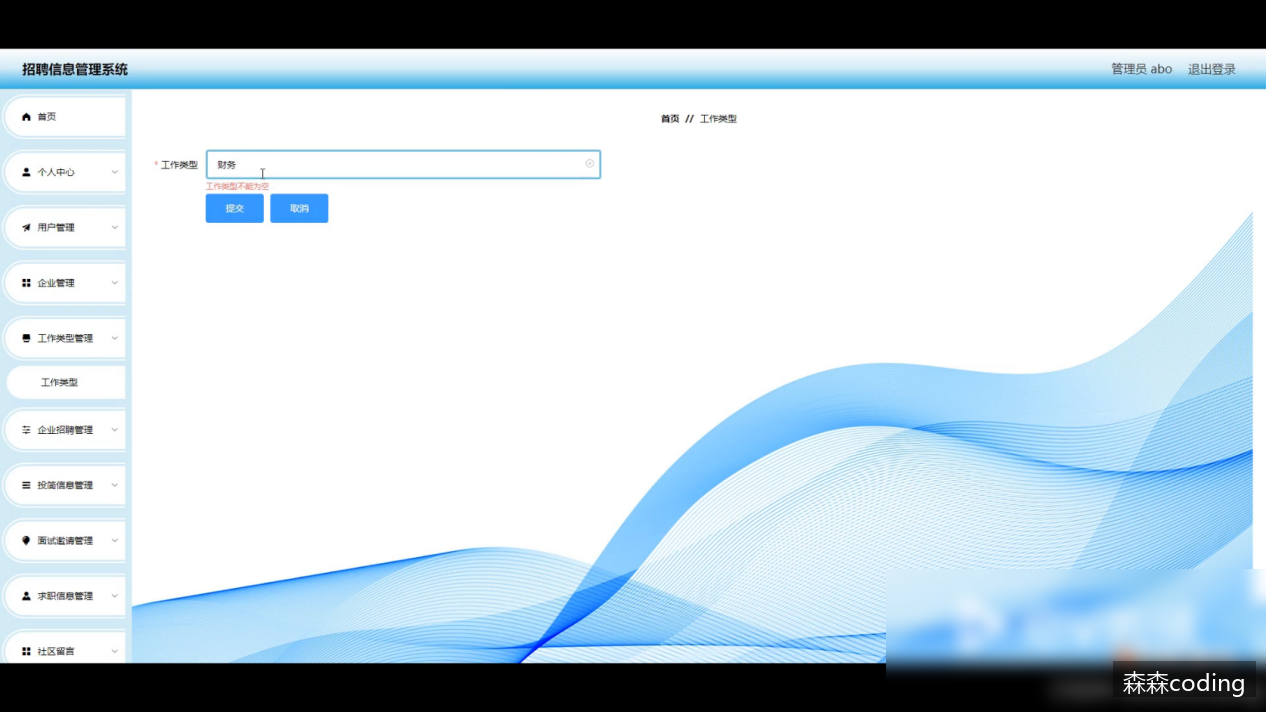 招聘信息管理系统
管理员 abo
退出登录
首页
个人中心
用户管理
企业管理
工作类型管理
工作类型
企业招聘管理
投简信息管理
面试邀请管理
求职信息管理
社区留言
首页 // 工作类型
* 工作类型
财务
工作类型不能为空
提交
取消
森森coding